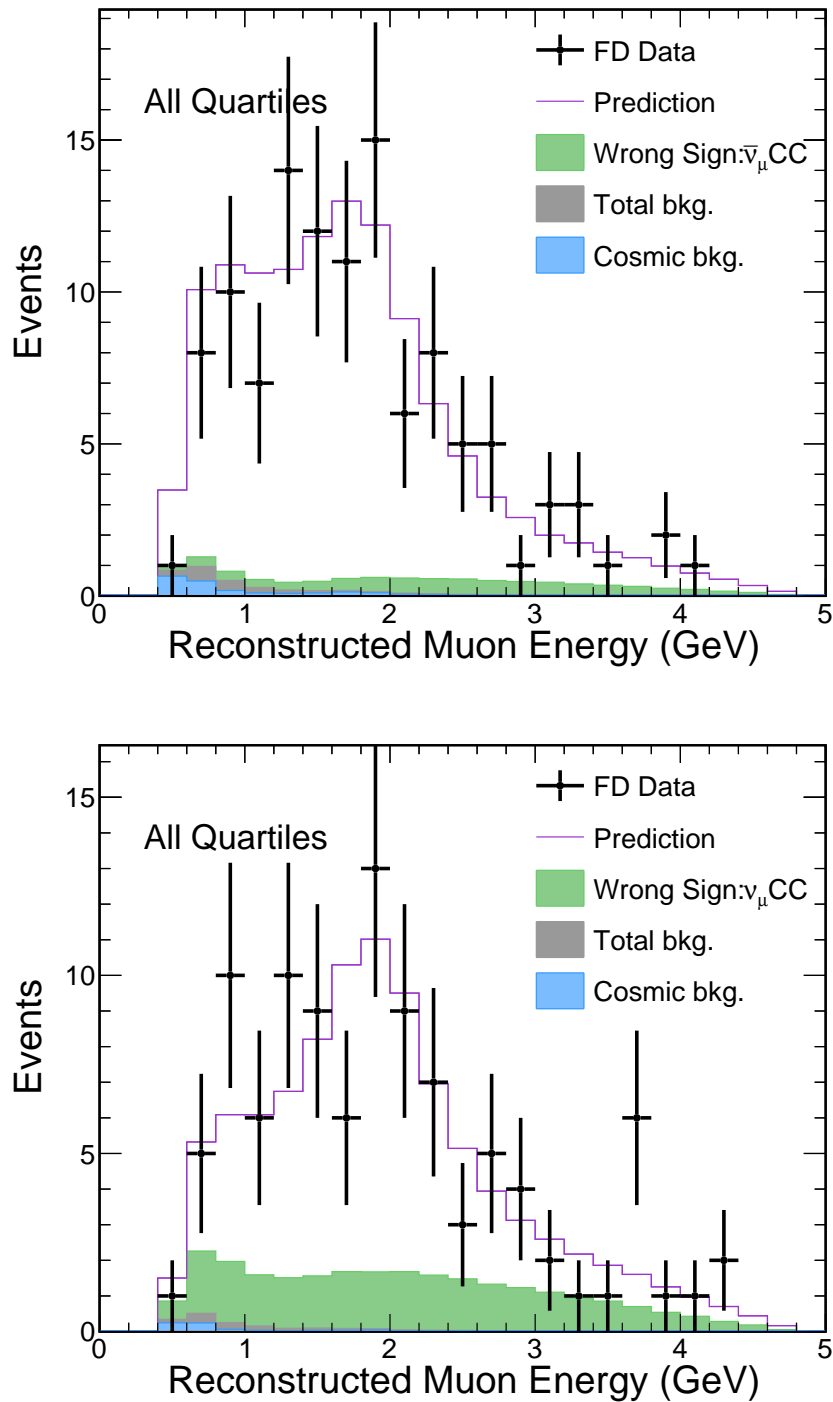 All Quartiles
FD Data
Prediction
Wrong Sign:ν̅μCC
Total bkg.
Cosmic bkg.
Events
15
10
5
0
0 1 2 3 4 5
Reconstructed Muon Energy (GeV)
All Quartiles
FD Data
Prediction
Wrong Sign:νμCC
Total bkg.
Cosmic bkg.
Events
15
10
5
0
0 1 2 3 4 5
Reconstructed Muon Energy (GeV)